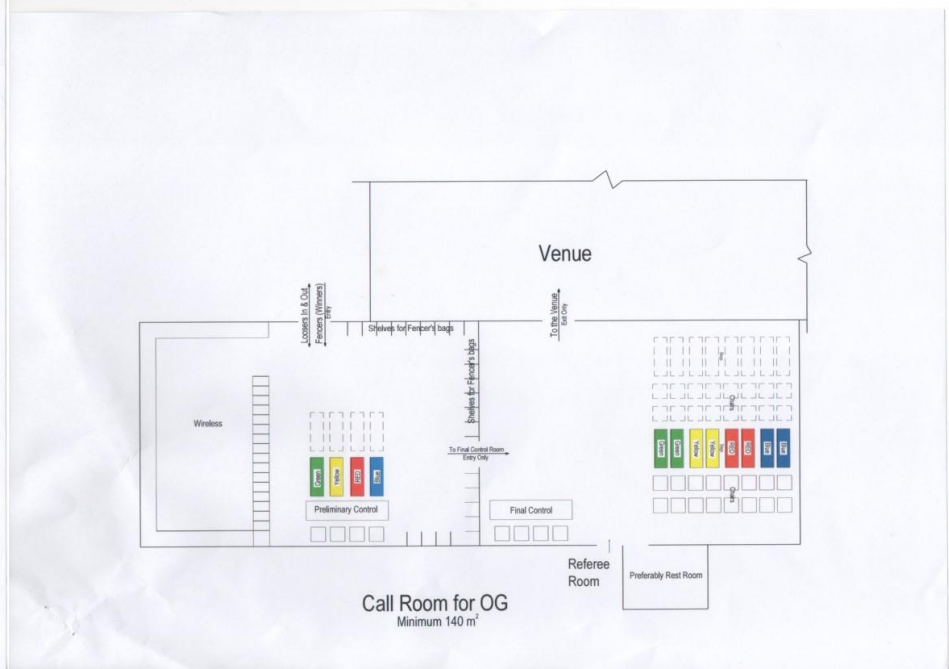 Venue
Loosers In & Out
Fencers (Winners)
Entry
Shelves for Fencer's bags
To the Venue
Exit Only
Shelves for Fencer's bags
Chairs
Wireless
To Final Control Room
Entry Only
Green
Yellow
RED
Blue
Green
Green
Yellow
Yellow
RED
RED
Blue
Blue
Chairs
Preliminary Control
Final Control
Referee
Room
Preferably Rest Room
Call Room for OG
Minimum 140 m²